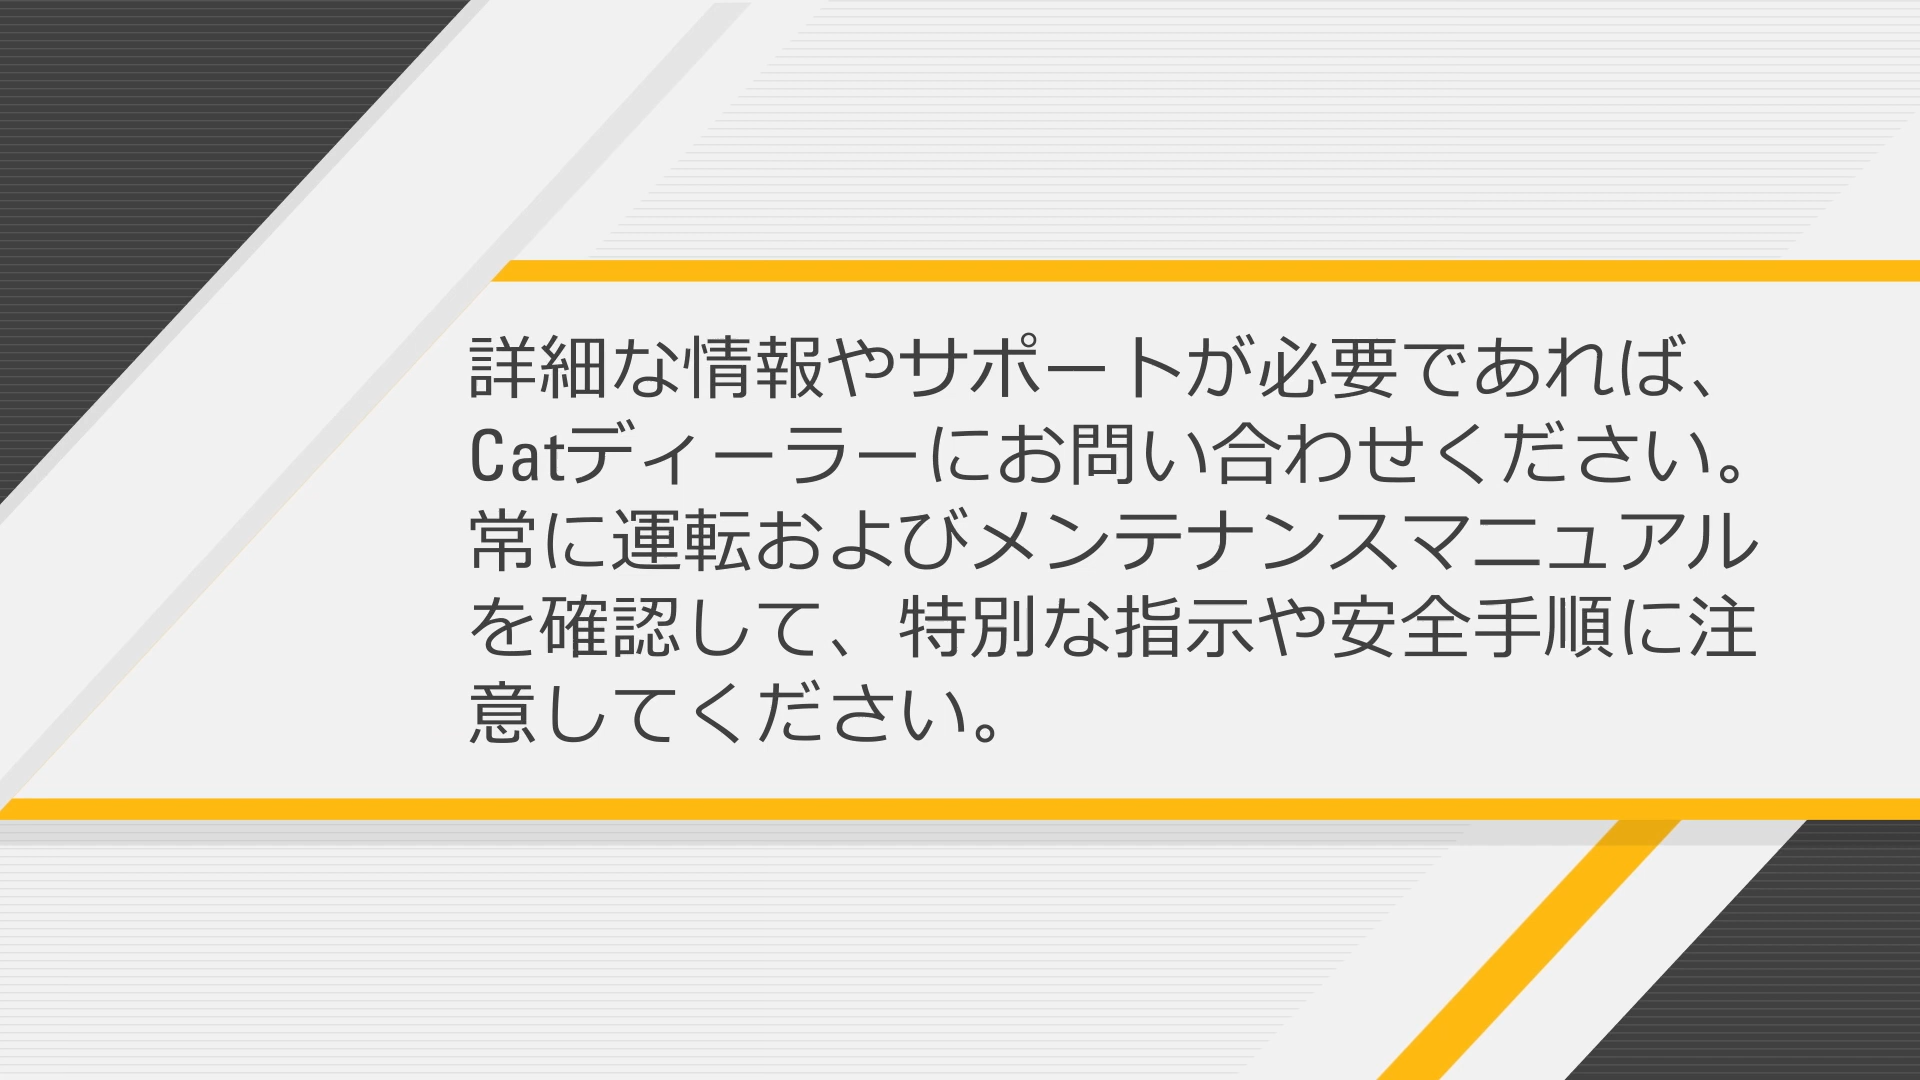 詳細な情報やサポートが必要であれば、
Catディーラーにお問い合わせください。
常に運転およびメンテナンスマニュアル
を確認して、特別な指示や安全手順に注
意してください。